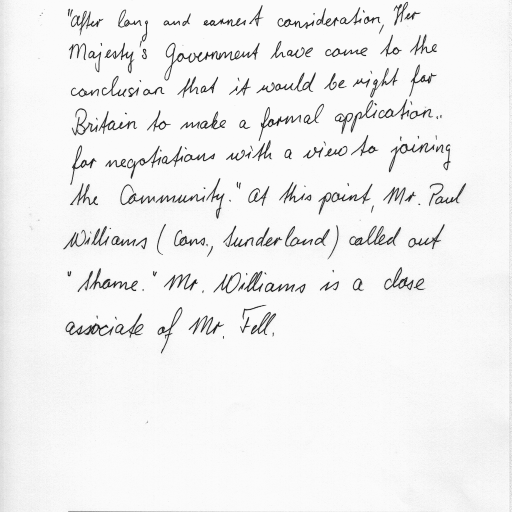 "After long and earnest consideration, Her
Majesty's Government have come to the
conclusion that it would be right for
Britain to make a formal application..
for negotiations with a view to joining
the Community." At this point, Mr. Paul
Williams (Cons., Sunderland) called out
"Shame." Mr. Williams is a close
associate of Mr. Fell.